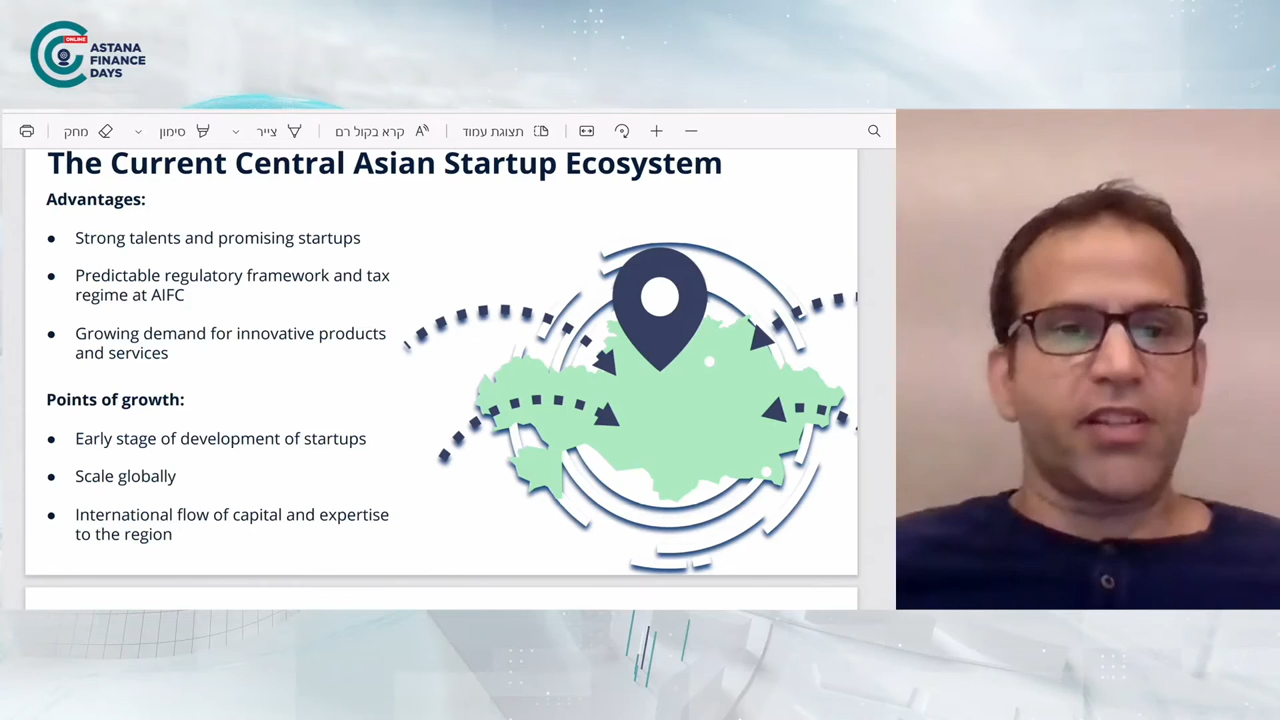 ONLINE
ASTANA
FINANCE
DAYS
מחק
סימון
צייר
קרא בקול רם
תצוגת עמוד
The Current Central Asian Startup Ecosystem
Advantages:
● Strong talents and promising startups
● Predictable regulatory framework and tax
regime at AIFC
● Growing demand for innovative products
and services
Points of growth:
● Early stage of development of startups
● Scale globally
● International flow of capital and expertise
to the region